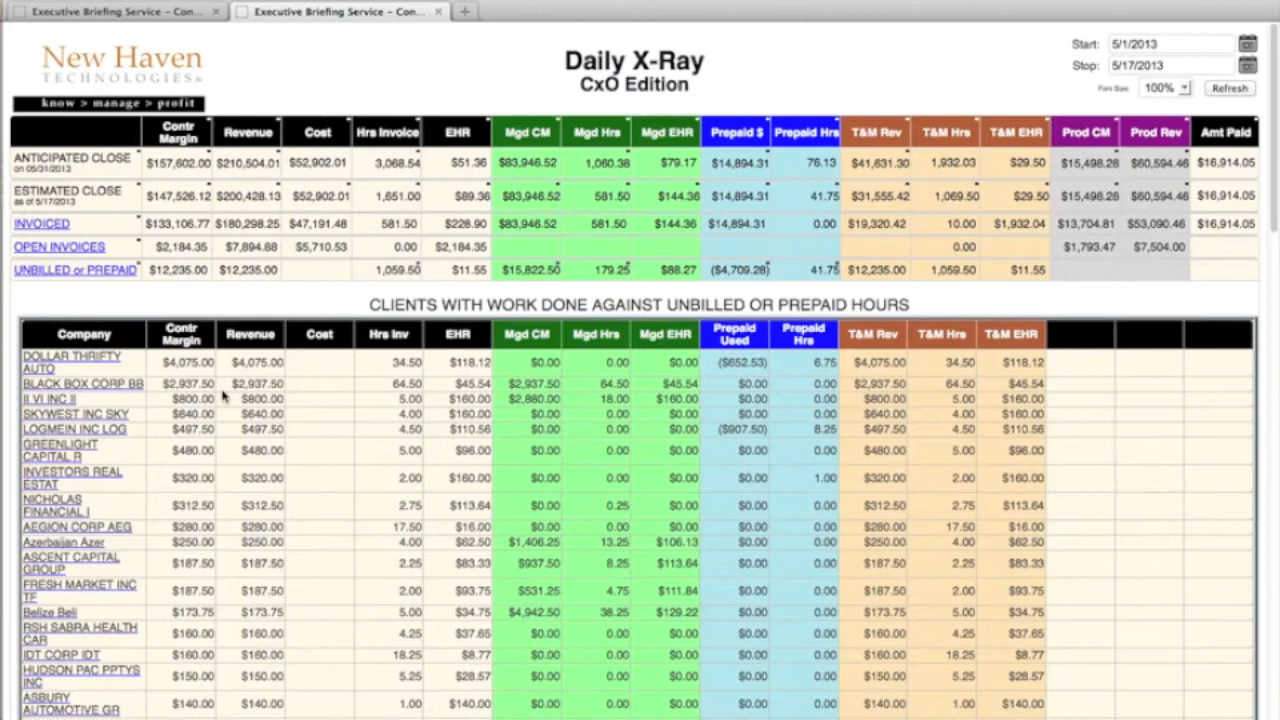 Executive Briefing Service – Con... Executive Briefing Service – Con...
New Haven
TECHNOLOGIES
know > manage > profit
Daily X-Ray
CxO Edition
Start: 5/1/2013
Stop: 5/17/2013
Font Size: 100% Refresh
Contr Margin Revenue Cost Hrs Invoice EHR Mgd CM Mgd Hrs Mgd EHR Prepaid $ Prepaid Hrs T&M Rev T&M Hrs T&M EHR Prod CM Prod Rev Amt Paid
ANTICIPATED CLOSE on 05/31/2013 $157,602.00 $210,504.01 $52,902.01 3,068.54 $51.36 $83,946.52 1,060.38 $79.17 $14,894.31 76.13 $41,631.30 1,932.03 $29.50 $15,498.28 $60,594.46 $16,914.05
ESTIMATED CLOSE as of 5/17/2013 $147,526.12 $200,428.13 $52,902.01 1,651.00 $89.36 $83,946.52 581.50 $144.36 $14,894.31 41.75 $31,555.42 1,069.50 $29.50 $15,498.28 $60,594.46 $16,914.05
INVOICED $133,106.77 $180,298.25 $47,191.48 581.50 $228.90 $83,946.52 581.50 $144.36 $14,894.31 0.00 $19,320.42 10.00 $1,932.04 $13,704.81 $53,090.46 $16,914.05
OPEN INVOICES $2,184.35 $7,894.88 $5,710.53 0.00 $2,184.35 0.00 $1,793.47 $7,504.00
UNBILLED or PREPAID $12,235.00 $12,235.00 1,059.50 $11.55 $15,822.50 179.25 $88.27 ($4,709.28) 41.75 $12,235.00 1,059.50 $11.55
CLIENTS WITH WORK DONE AGAINST UNBILLED OR PREPAID HOURS
Company Contr Margin Revenue Cost Hrs Inv EHR Mgd CM Mgd Hrs Mgd EHR Prepaid Used Prepaid Hrs T&M Rev T&M Hrs T&M EHR
DOLLAR THRIFTY AUTO $4,075.00 $4,075.00 34.50 $118.12 $0.00 0.00 $0.00 ($652.53) 6.75 $4,075.00 34.50 $118.12
BLACK BOX CORP BB $2,937.50 $2,937.50 64.50 $45.54 $2,937.50 64.50 $45.54 $0.00 0.00 $2,937.50 64.50 $45.54
II VI INC II $800.00 $800.00 5.00 $160.00 $2,880.00 18.00 $160.00 $0.00 0.00 $800.00 5.00 $160.00
SKYWEST INC SKY $640.00 $640.00 4.00 $160.00 $0.00 0.00 $0.00 $0.00 0.00 $640.00 4.00 $160.00
LOGMEIN INC LOG $497.50 $497.50 4.50 $110.56 $0.00 0.00 $0.00 ($907.50) 8.25 $497.50 4.50 $110.56
GREENLIGHT CAPITAL R $480.00 $480.00 5.00 $96.00 $0.00 0.00 $0.00 $0.00 0.00 $480.00 5.00 $96.00
INVESTORS REAL ESTAT $320.00 $320.00 2.00 $160.00 $0.00 0.00 $0.00 $0.00 1.00 $320.00 2.00 $160.00
NICHOLAS FINANCIAL I $312.50 $312.50 2.75 $113.64 $0.00 0.25 $0.00 $0.00 0.00 $312.50 2.75 $113.64
AEGION CORP AEG $280.00 $280.00 17.50 $16.00 $0.00 0.00 $0.00 $0.00 0.00 $280.00 17.50 $16.00
Azerbaijan Azer $250.00 $250.00 4.00 $62.50 $1,406.25 13.25 $106.13 $0.00 0.00 $250.00 4.00 $62.50
ASCENT CAPITAL GROUP $187.50 $187.50 2.25 $83.33 $937.50 8.25 $113.64 $0.00 0.00 $187.50 2.25 $83.33
FRESH MARKET INC TF $187.50 $187.50 2.00 $93.75 $531.25 4.75 $111.84 $0.00 0.00 $187.50 2.00 $93.75
Belize Beli $173.75 $173.75 5.00 $34.75 $4,942.50 38.25 $129.22 $0.00 0.00 $173.75 5.00 $34.75
RSH SABRA HEALTH CAR $160.00 $160.00 4.25 $37.65 $0.00 0.00 $0.00 $0.00 0.00 $160.00 4.25 $37.65
IDT CORP IDT $160.00 $160.00 18.25 $8.77 $0.00 0.00 $0.00 $0.00 0.00 $160.00 18.25 $8.77
HUDSON PAC PPTYS INC $150.00 $150.00 5.25 $28.57 $0.00 0.00 $0.00 $0.00 0.00 $150.00 5.25 $28.57
ASBURY AUTOMOTIVE GR $140.00 $140.00 1.00 $140.00 $0.00 0.00 $0.00 $0.00 0.00 $140.00 1.00 $140.00